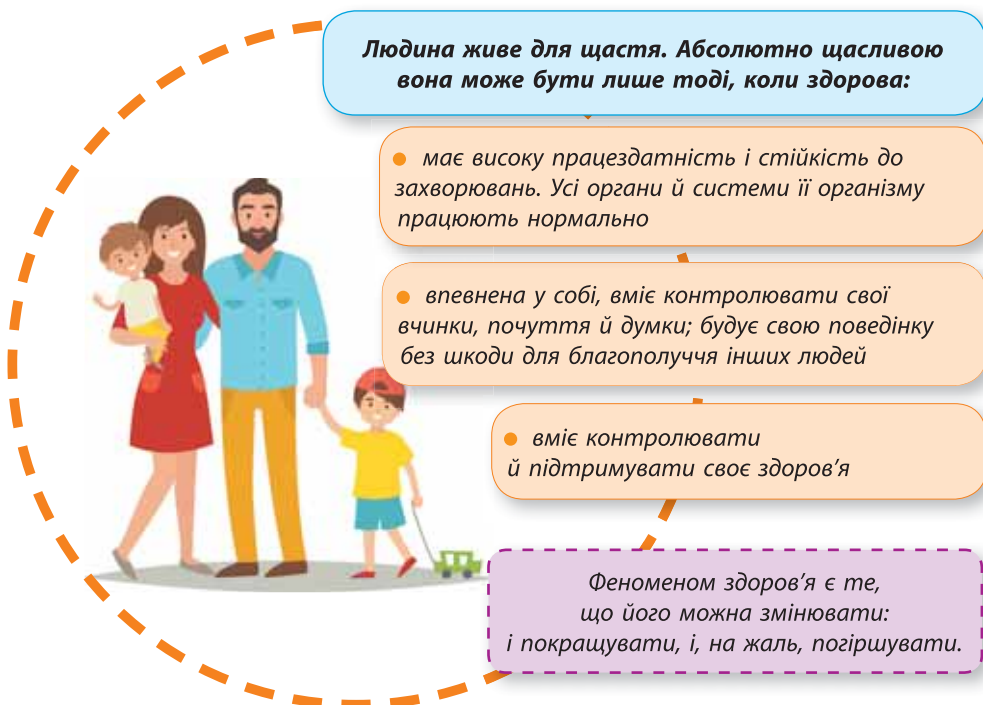 Людина живе для щастя. Абсолютно щасливою
вона може бути лише тоді, коли здорова:
● має високу працездатність і стійкість до
захворювань. Усі органи й системи її організму
працюють нормально
● впевнена у собі, вміє контролювати свої
вчинки, почуття й думки; будує свою поведінку
без шкоди для благополуччя інших людей
● вміє контролювати
й підтримувати своє здоров’я
Феноменом здоров’я є те,
що його можна змінювати:
і покращувати, і, на жаль, погіршувати.